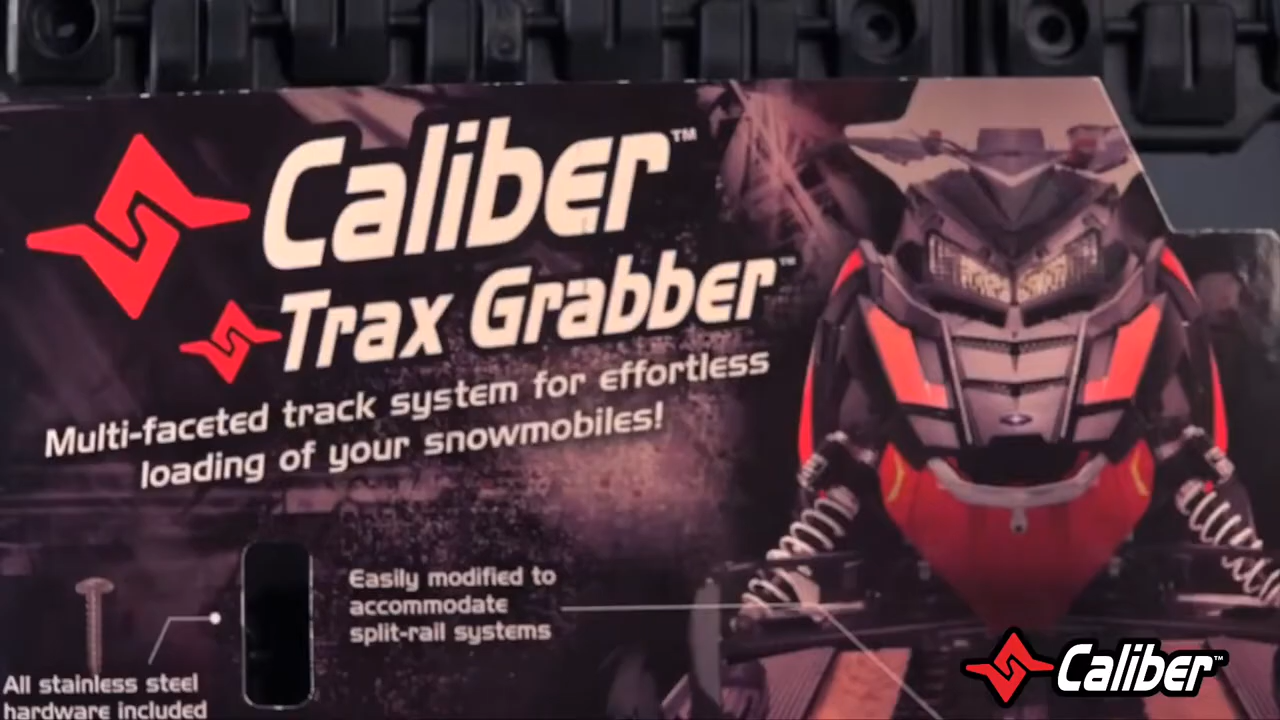 Caliber™
Trax Grabber™
Multi-faceted track system for effortless
loading of your snowmobiles!
Easily modified to
accommodate
split-rail systems
All stainless steel
hardware included
Caliber™